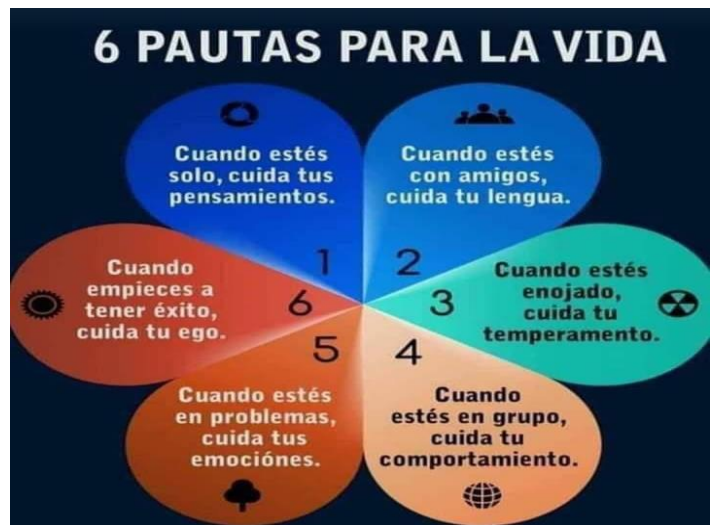 6 PAUTAS PARA LA VIDA
Cuando estés
solo, cuida tus
pensamientos.
1
Cuando estés
con amigos,
cuida tu lengua.
2
Cuando estés
enojado,
cuida tu
temperamento.
3
Cuando
estés en grupo,
cuida tu
comportamiento.
4
Cuando estés
en problemas,
cuida tus
emociónes.
5
Cuando
empieces a
tener éxito,
cuida tu ego.
6